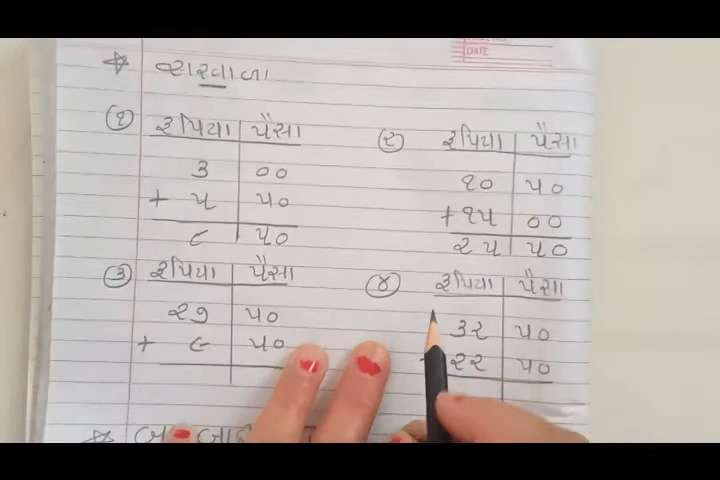 DATE
☆ સરવાળા
(૧) રૂપિયા | પૈસા
૩ | ૦૦
+ ૫ | ૫૦
૮ | ૫૦
(૨) રૂપિયા | પૈસા
૧૦ | ૫૦
+ ૧૫ | ૦૦
૨૫ | ૫૦
(૩) રૂપિયા | પૈસા
૨૭ | ૫૦
+ ૮ | ૫૦
(૪) રૂપિયા | પૈસા
૩૨ | ૫૦
૨૨ | ૫૦